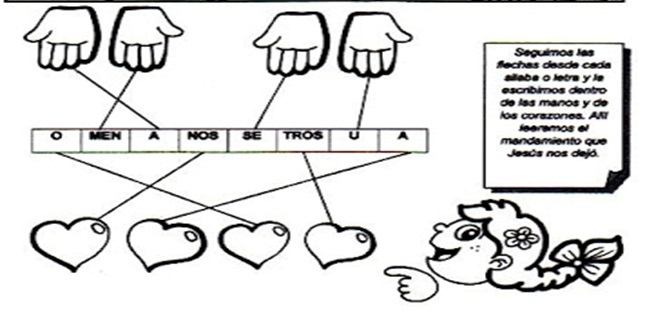 Seguimos las
flechas desde cada
sílaba o letra y la
escribimos dentro
de las manos y de
los corazones. Allí
leeremos el
mandamiento que
Jesús nos dejó.
O MEN A NOS SE TROS U A